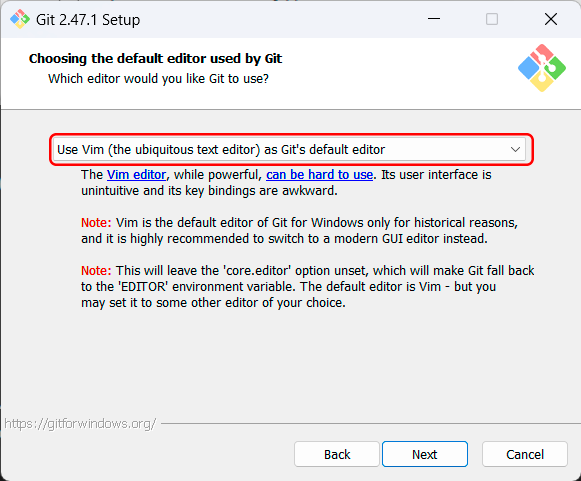 Git 2.47.1 Setup
Choosing the default editor used by Git
Which editor would you like Git to use?
Use Vim (the ubiquitous text editor) as Git's default editor
The Vim editor, while powerful, can be hard to use. Its user interface is
unintuitive and its key bindings are awkward.
Note: Vim is the default editor of Git for Windows only for historical reasons,
and it is highly recommended to switch to a modern GUI editor instead.
Note: This will leave the 'core.editor' option unset, which will make Git fall back
to the 'EDITOR' environment variable. The default editor is Vim - but you
may set it to some other editor of your choice.
https://gitforwindows.org/
Back Next Cancel